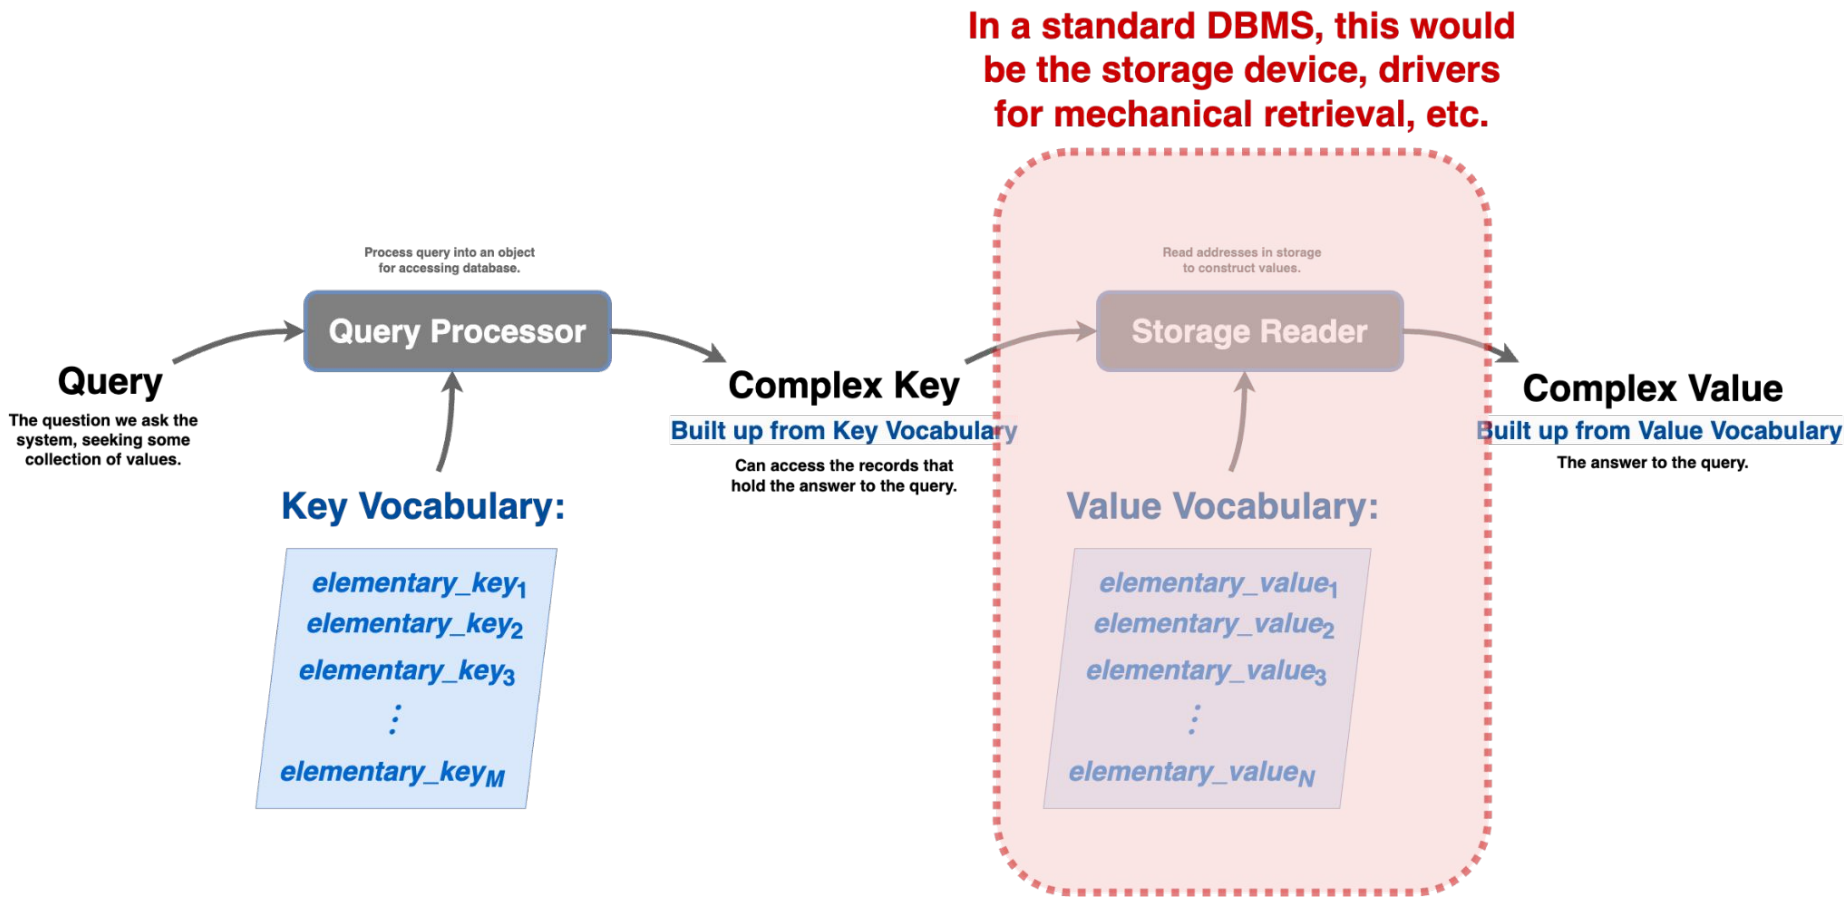 In a standard DBMS, this would
be the storage device, drivers
for mechanical retrieval, etc.
Process query into an object
for accessing database.
Query Processor
Query
The question we ask the
system, seeking some
collection of values.
Key Vocabulary:
elementary_key1
elementary_key2
elementary_key3
⋮
elementary_keyM
Complex Key
Built up from Key Vocabulary
Can access the records that
hold the answer to the query.
Read addresses in storage
to construct values.
Storage Reader
Value Vocabulary:
elementary_value1
elementary_value2
elementary_value3
⋮
elementary_valueN
Complex Value
Built up from Value Vocabulary
The answer to the query.